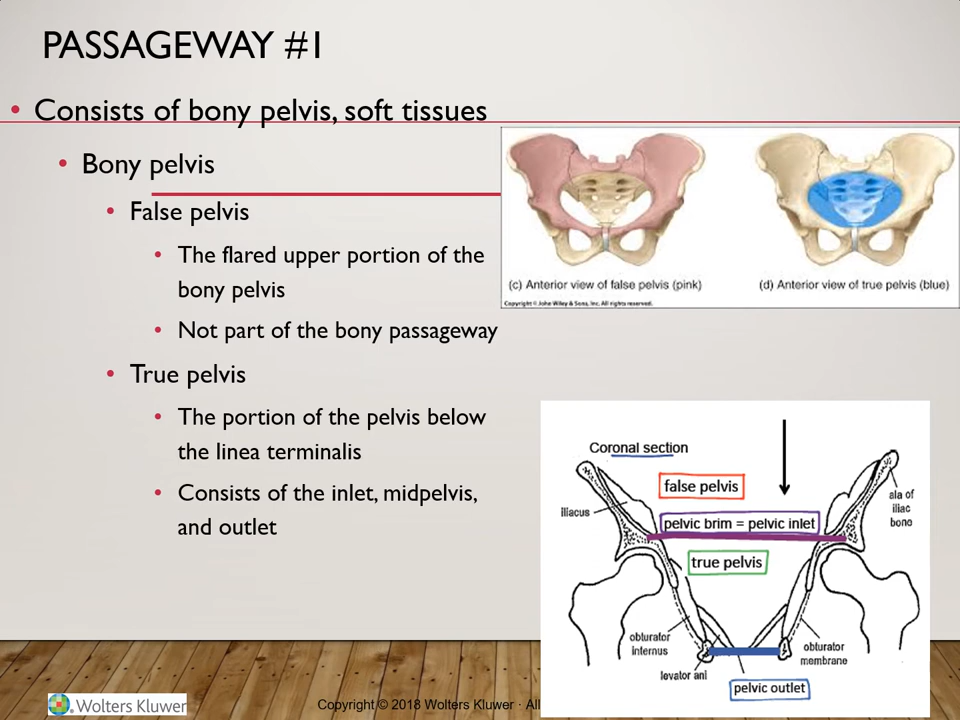 PASSAGEWAY #1
• Consists of bony pelvis, soft tissues
• Bony pelvis
• False pelvis
• The flared upper portion of the
bony pelvis
• Not part of the bony passageway
• True pelvis
• The portion of the pelvis below
the linea terminalis
• Consists of the inlet, midpelvis,
and outlet
(c) Anterior view of false pelvis (pink)
(d) Anterior view of true pelvis (blue)
Copyright © John Wiley & Sons, Inc. All rights reserved.
Coronal section
false pelvis
iliacus
ala of
iliac
bone
pelvic brim = pelvic inlet
true pelvis
obturator
internus
obturator
membrane
levator ani
pelvic outlet
Wolters Kluwer
Copyright © 2018 Wolters Kluwer · All